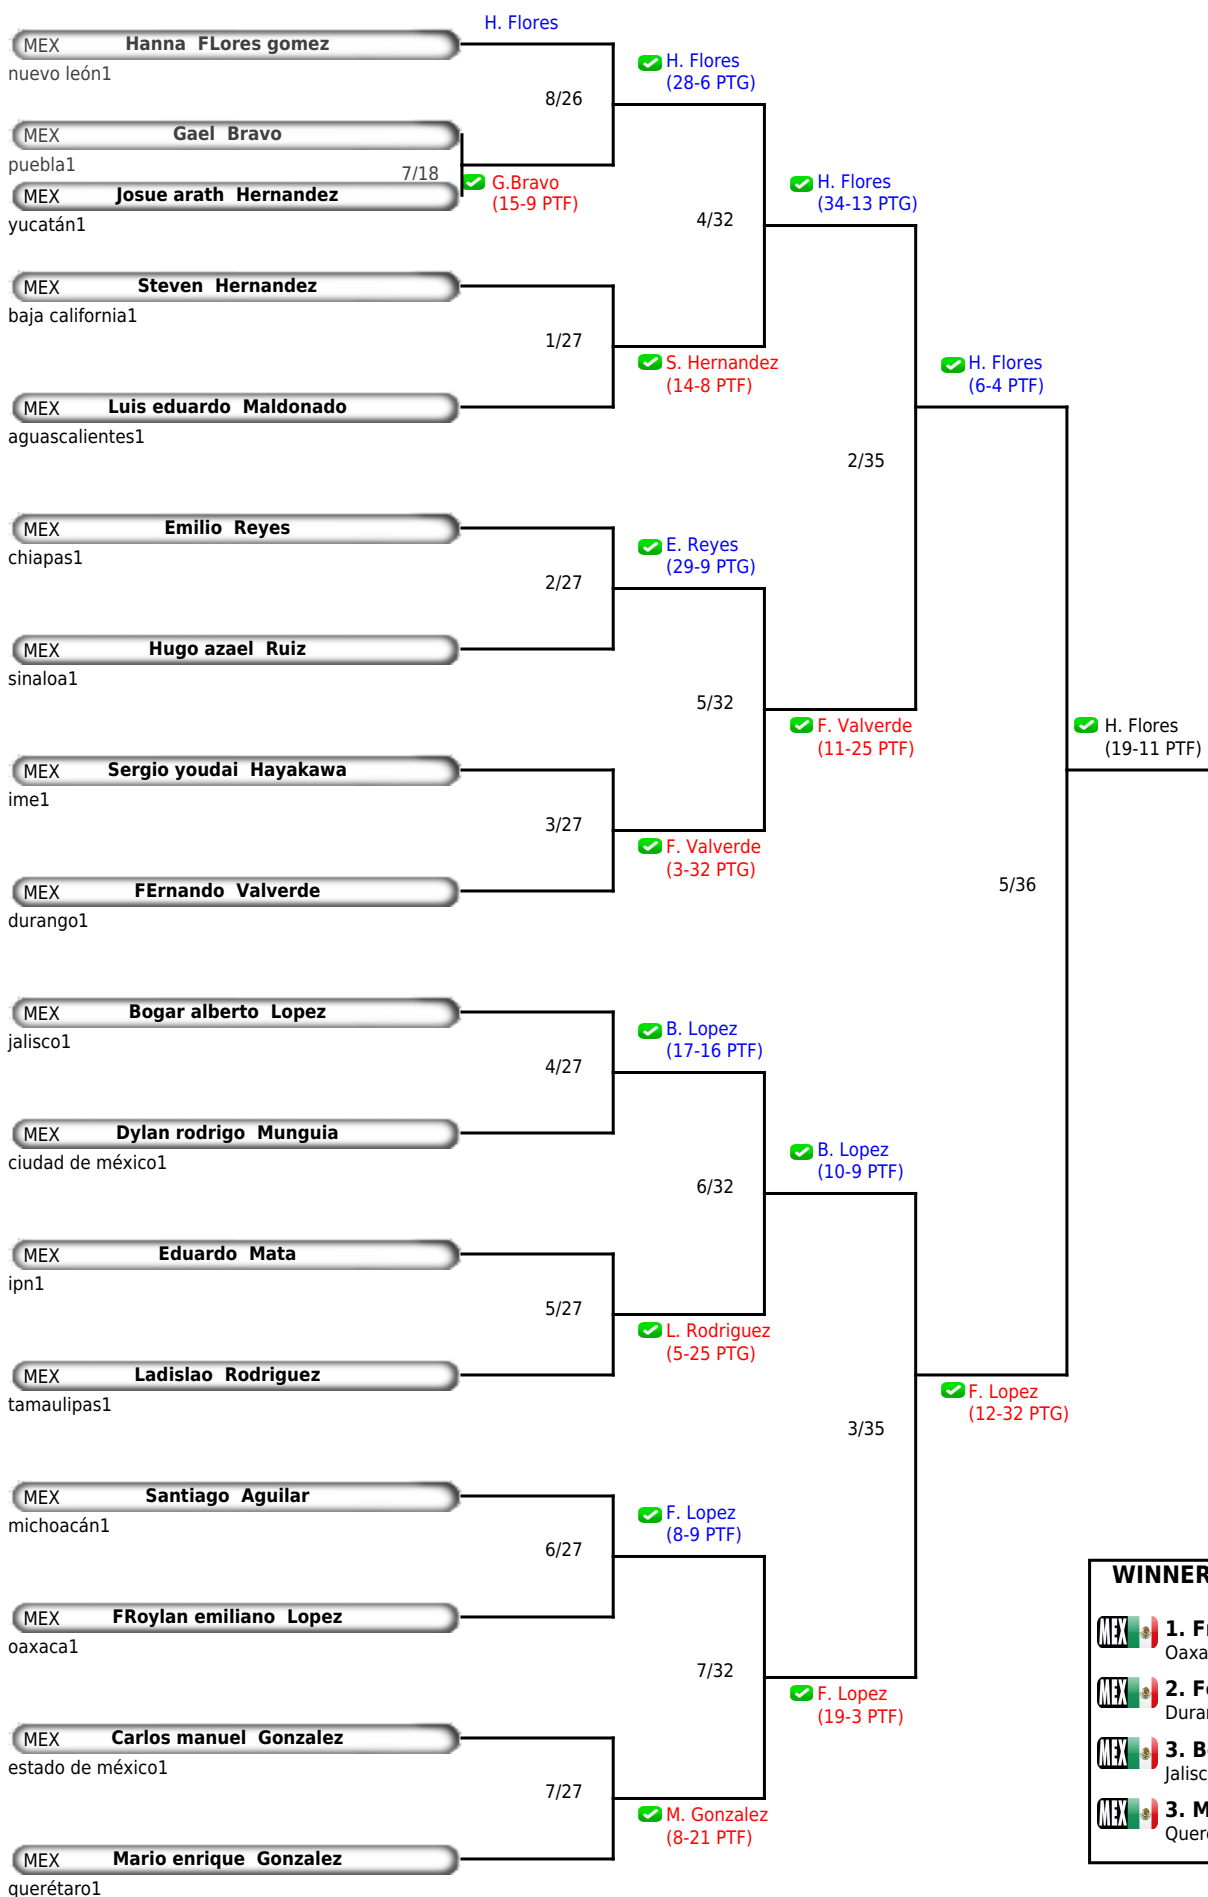 H. Flores
MEX Hanna FLores gomez
nuevo león1
H. Flores
(28-6 PTG)
8/26
MEX Gael Bravo
puebla1
7/18
G.Bravo
(15-9 PTF)
MEX Josue arath Hernandez
yucatán1
H. Flores
(34-13 PTG)
4/32
MEX Steven Hernandez
baja california1
1/27
S. Hernandez
(14-8 PTF)
H. Flores
(6-4 PTF)
MEX Luis eduardo Maldonado
aguascalientes1
2/35
MEX Emilio Reyes
chiapas1
E. Reyes
(29-9 PTG)
2/27
MEX Hugo azael Ruiz
sinaloa1
5/32
F. Valverde
(11-25 PTF)
H. Flores
(19-11 PTF)
MEX Sergio youdai Hayakawa
ime1
3/27
F. Valverde
(3-32 PTG)
MEX FErnando Valverde
durango1
5/36
MEX Bogar alberto Lopez
jalisco1
B. Lopez
(17-16 PTF)
4/27
MEX Dylan rodrigo Munguia
ciudad de méxico1
B. Lopez
(10-9 PTF)
6/32
MEX Eduardo Mata
ipn1
5/27
L. Rodriguez
(5-25 PTG)
MEX Ladislao Rodriguez
tamaulipas1
F. Lopez
(12-32 PTG)
3/35
MEX Santiago Aguilar
michoacán1
F. Lopez
(8-9 PTF)
6/27
MEX FRoylan emiliano Lopez
oaxaca1
7/32
F. Lopez
(19-3 PTF)
MEX Carlos manuel Gonzalez
estado de méxico1
7/27
M. Gonzalez
(8-21 PTF)
MEX Mario enrique Gonzalez
querétaro1
WINNER
MEX 1.
MEX 2.
MEX 3.
MEX 3.